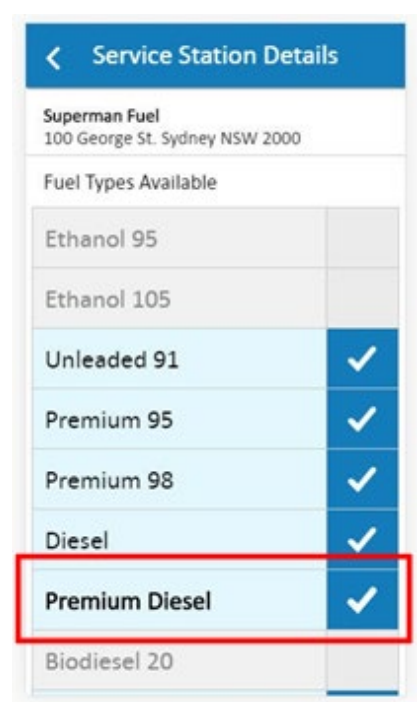 Service Station Details
Superman Fuel
100 George St. Sydney NSW 2000
Fuel Types Available
Ethanol 95
Ethanol 105
Unleaded 91
Premium 95
Premium 98
Diesel
Premium Diesel
Biodiesel 20